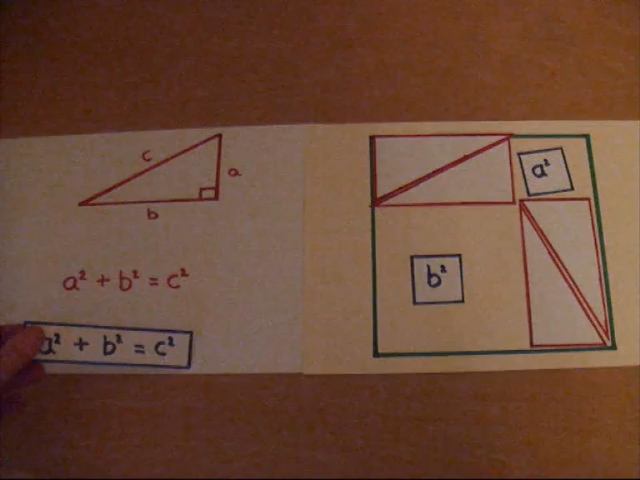 c
a
b
a² + b² = c²
a² + b² = c²
a²
b²